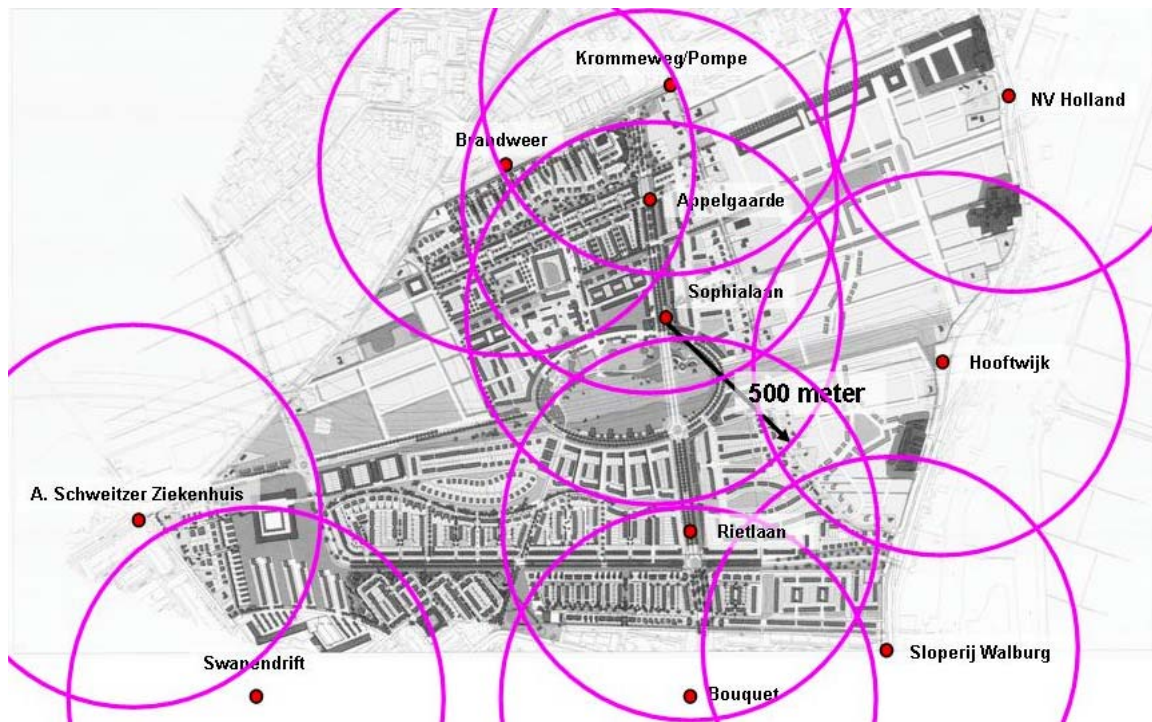 Krommeweg/Pompe
NV Holland
Brandweer
Appelgaarde
Sophialaan
Hooftwijk
500 meter
A. Schweitzer Ziekenhuis
Rietlaan
Sloperij Walburg
Swanendrift
Bouquet